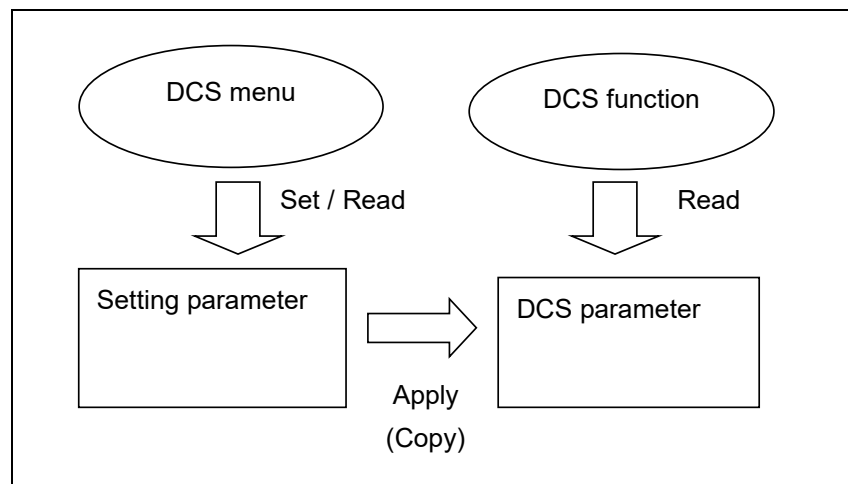 DCS menu
DCS function
Set / Read
Read
Setting parameter
DCS parameter
Apply
(Copy)